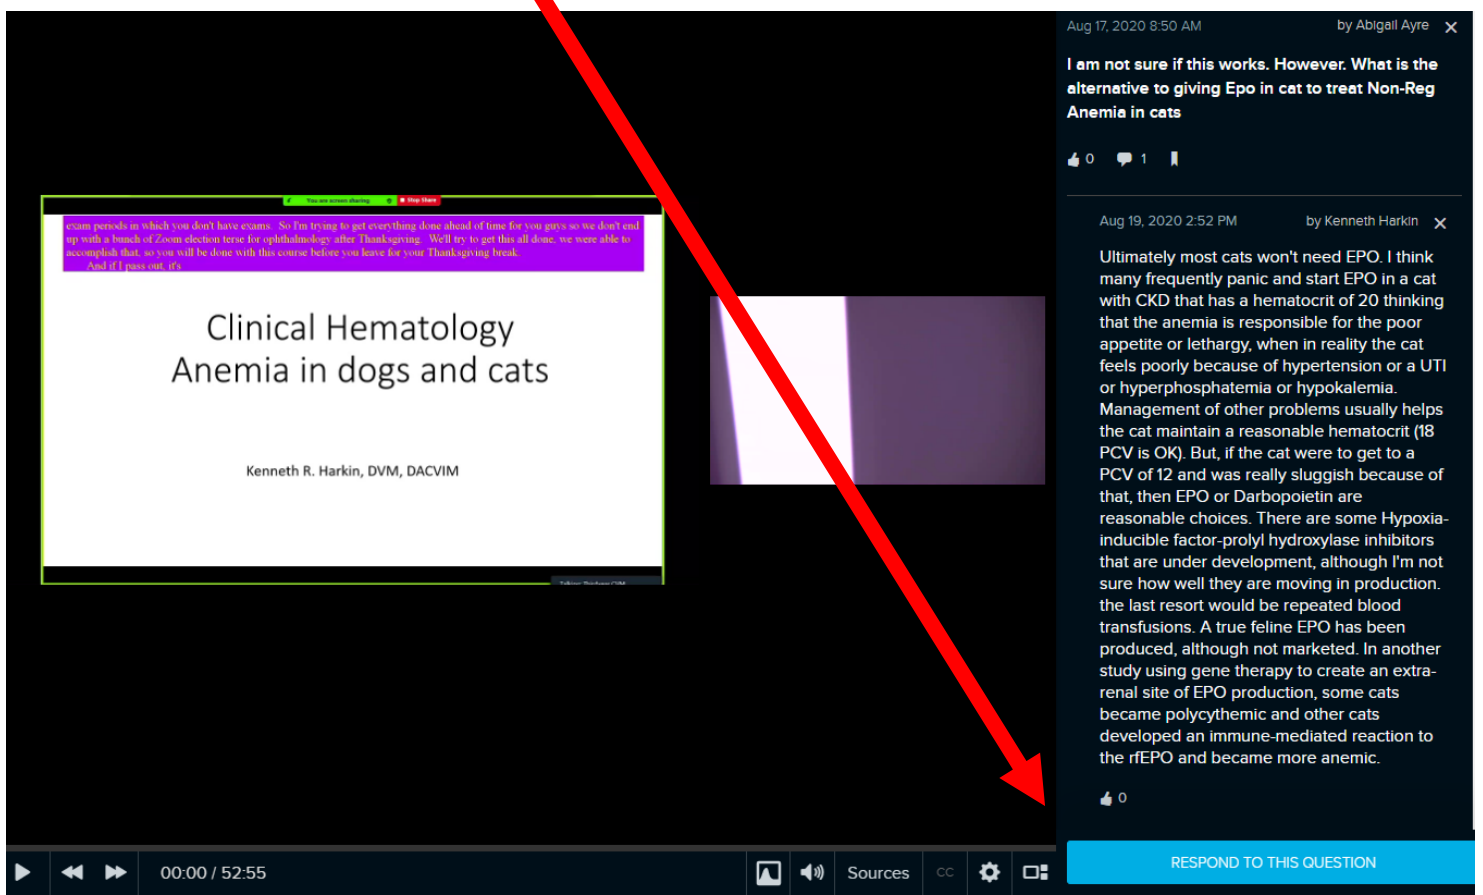 You are screen sharing
Stop Share
exam periods in which you don't have exams. So I'm trying to get everything done ahead of time for you guys so we don't end
up with a bunch of Zoom election terse for ophthalmology after Thanksgiving. We'll try to get this all done, we were able to
accomplish that, so you will be done with this course before you leave for your Thanksgiving break.
And if I pass out, it's
Clinical Hematology
Anemia in dogs and cats
Kenneth R. Harkin, DVM, DACVIM
00:00 / 52:55
Sources
CC
Aug 17, 2020 8:50 AM by Abigail Ayre
I am not sure if this works. However. What is the
alternative to giving Epo in cat to treat Non-Reg
Anemia in cats
0 1
Aug 19, 2020 2:52 PM by Kenneth Harkin
Ultimately most cats won't need EPO. I think
many frequently panic and start EPO in a cat
with CKD that has a hematocrit of 20 thinking
that the anemia is responsible for the poor
appetite or lethargy, when in reality the cat
feels poorly because of hypertension or a UTI
or hyperphosphatemia or hypokalemia.
Management of other problems usually helps
the cat maintain a reasonable hematocrit (18
PCV is OK). But, if the cat were to get to a
PCV of 12 and was really sluggish because of
that, then EPO or Darbopoietin are
reasonable choices. There are some Hypoxia-
inducible factor-prolyl hydroxylase inhibitors
that are under development, although I'm not
sure how well they are moving in production.
the last resort would be repeated blood
transfusions. A true feline EPO has been
produced, although not marketed. In another
study using gene therapy to create an extra-
renal site of EPO production, some cats
became polycythemic and other cats
developed an immune-mediated reaction to
the rfEPO and became more anemic.
0
RESPOND TO THIS QUESTION